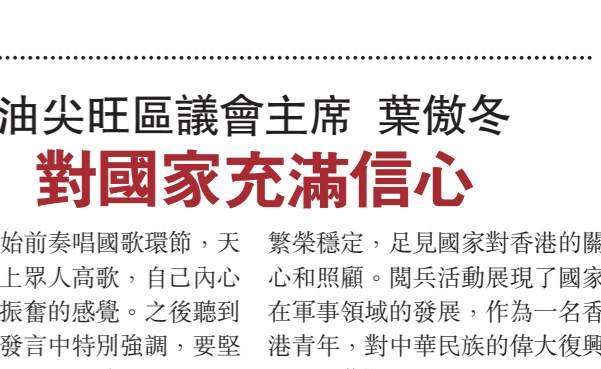 油尖旺區議會主席 葉傲冬
對國家充滿信心
始前奏唱國歌環節，天
上眾人高歌，自己內心
振奮的感覺。之後聽到
發言中特別強調，要堅
繁榮穩定，足見國家對香港的關
心和照顧。閱兵活動展現了國家
在軍事領域的發展，作為一名香
港青年，對中華民族的偉大復興